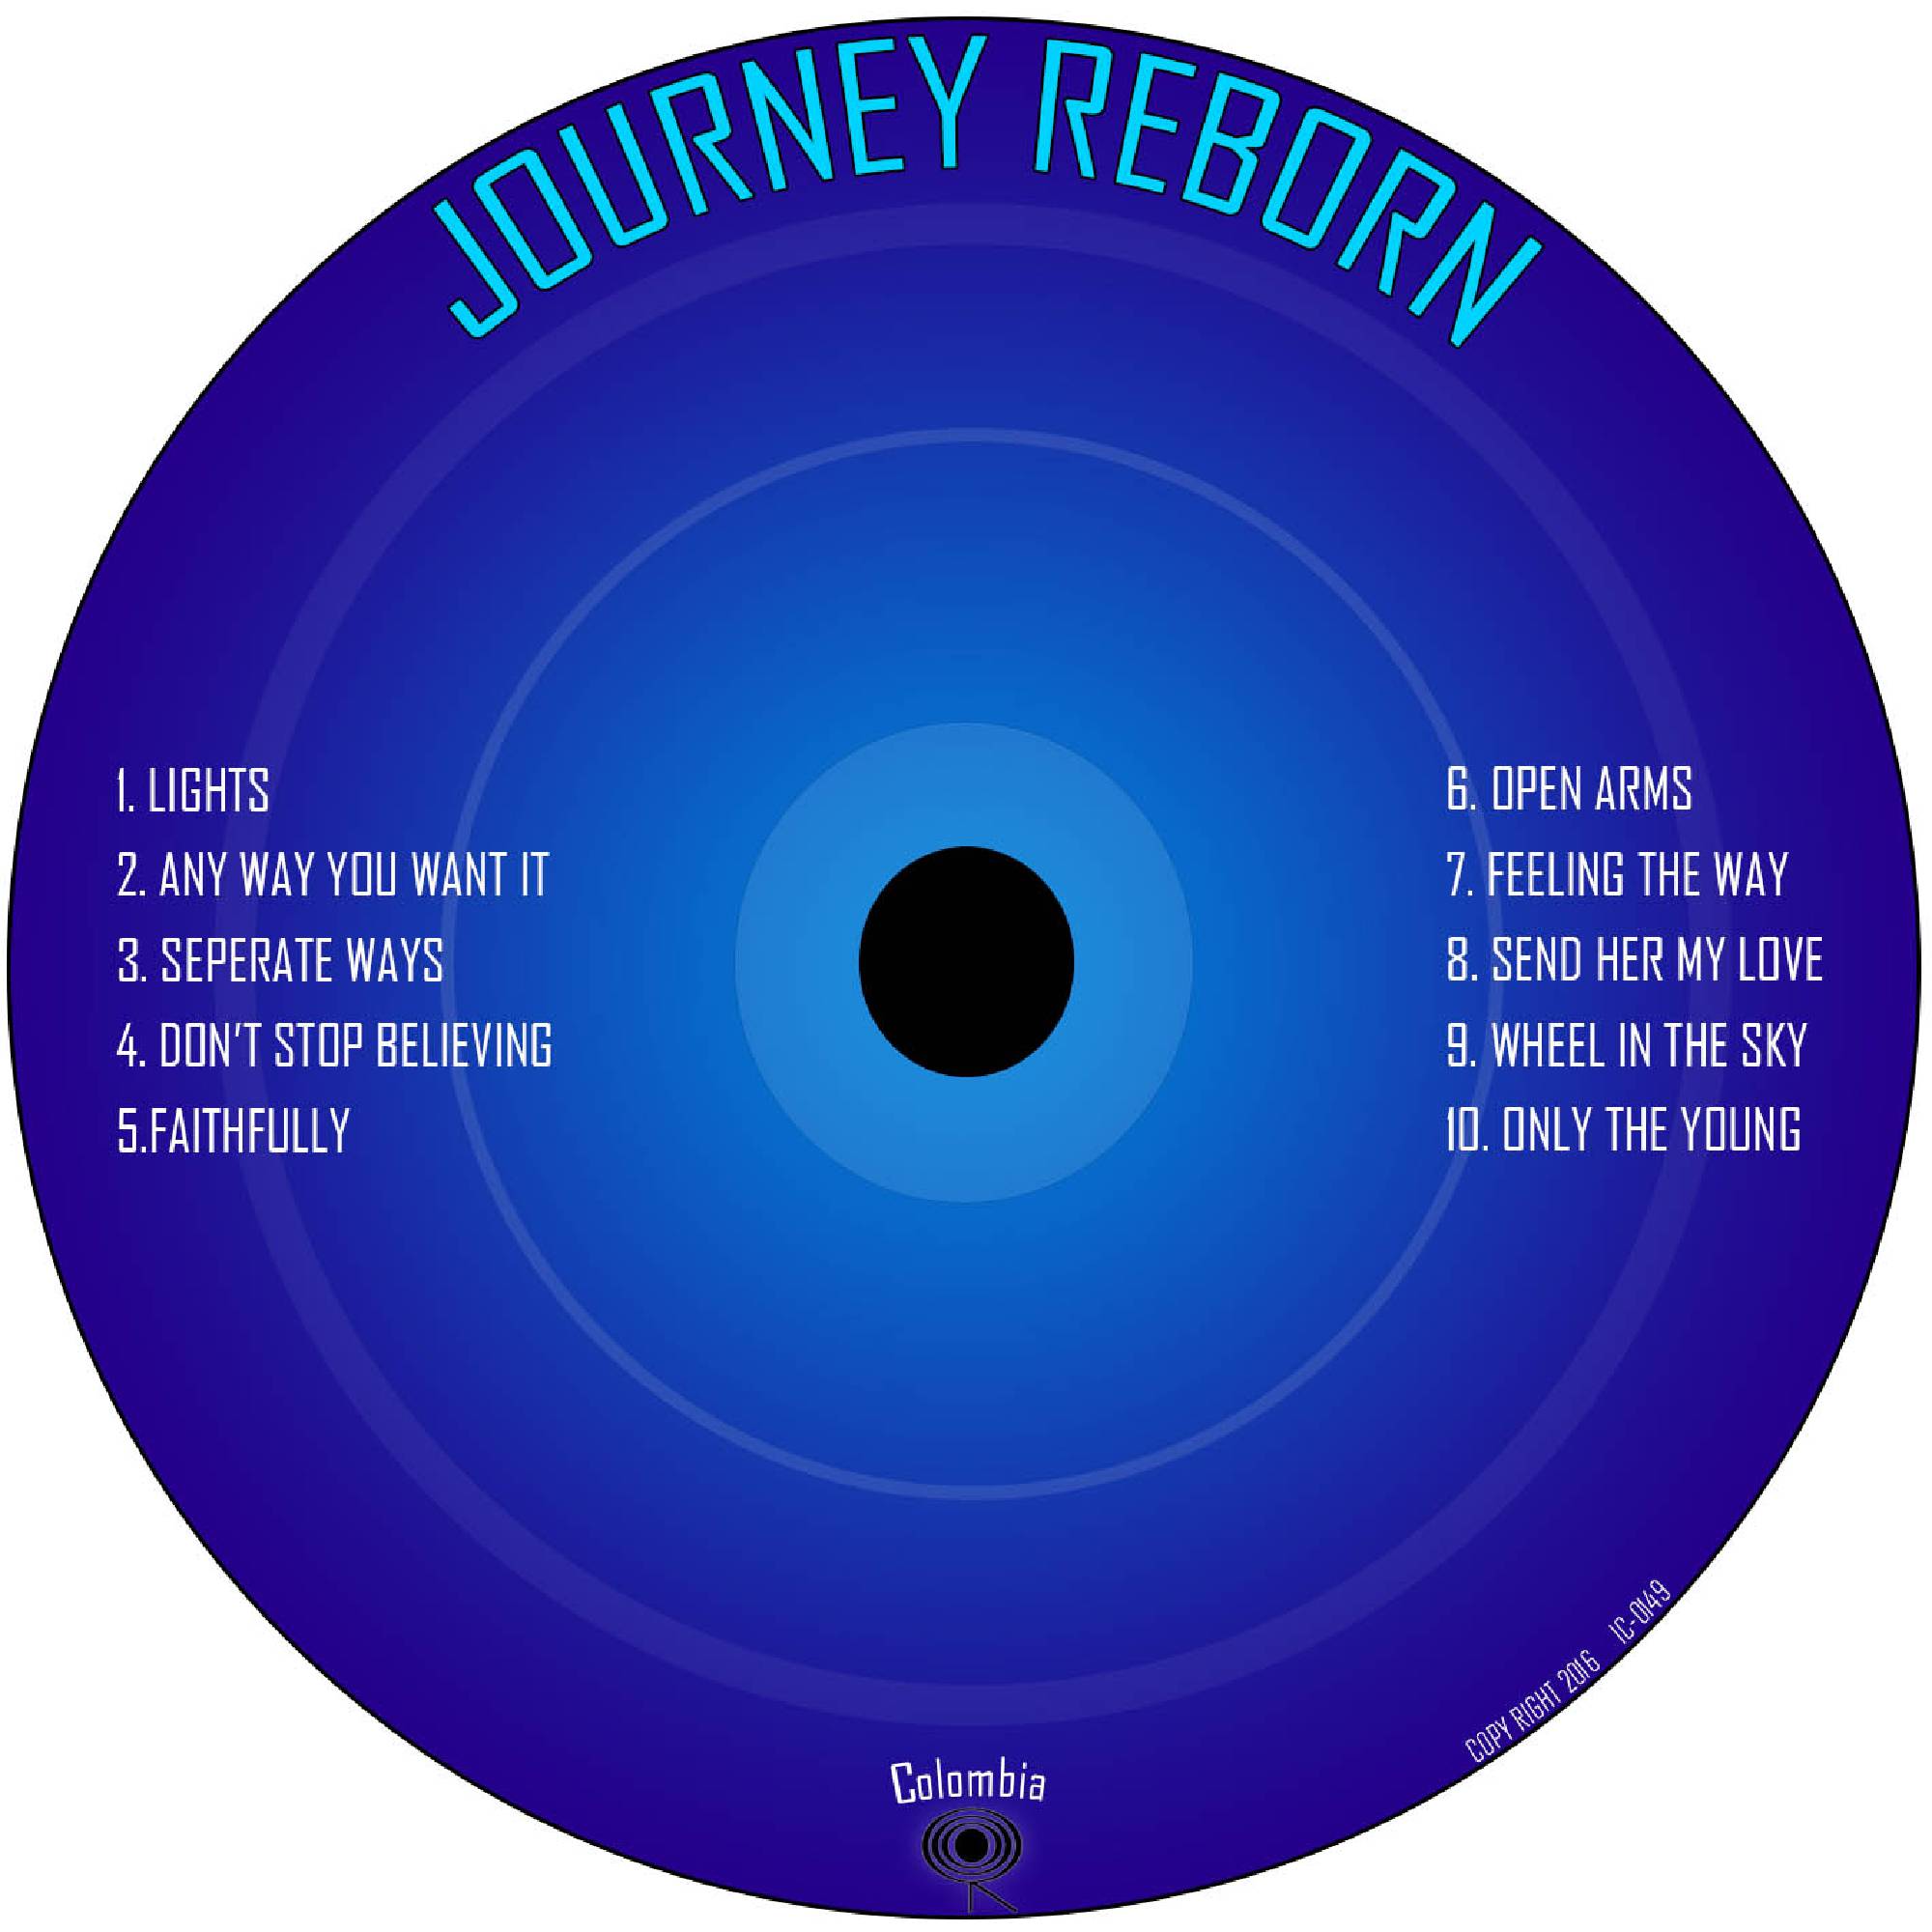 JOURNEY REBORN
1. LIGHTS
2. ANY WAY YOU WANT IT
3. SEPERATE WAYS
4. DON'T STOP BELIEVING
5.FAITHFULLY
6. OPEN ARMS
7. FEELING THE WAY
8. SEND HER MY LOVE
9. WHEEL IN THE SKY
10. ONLY THE YOUNG
COPY RIGHT 2016 IC-0149
Colombia